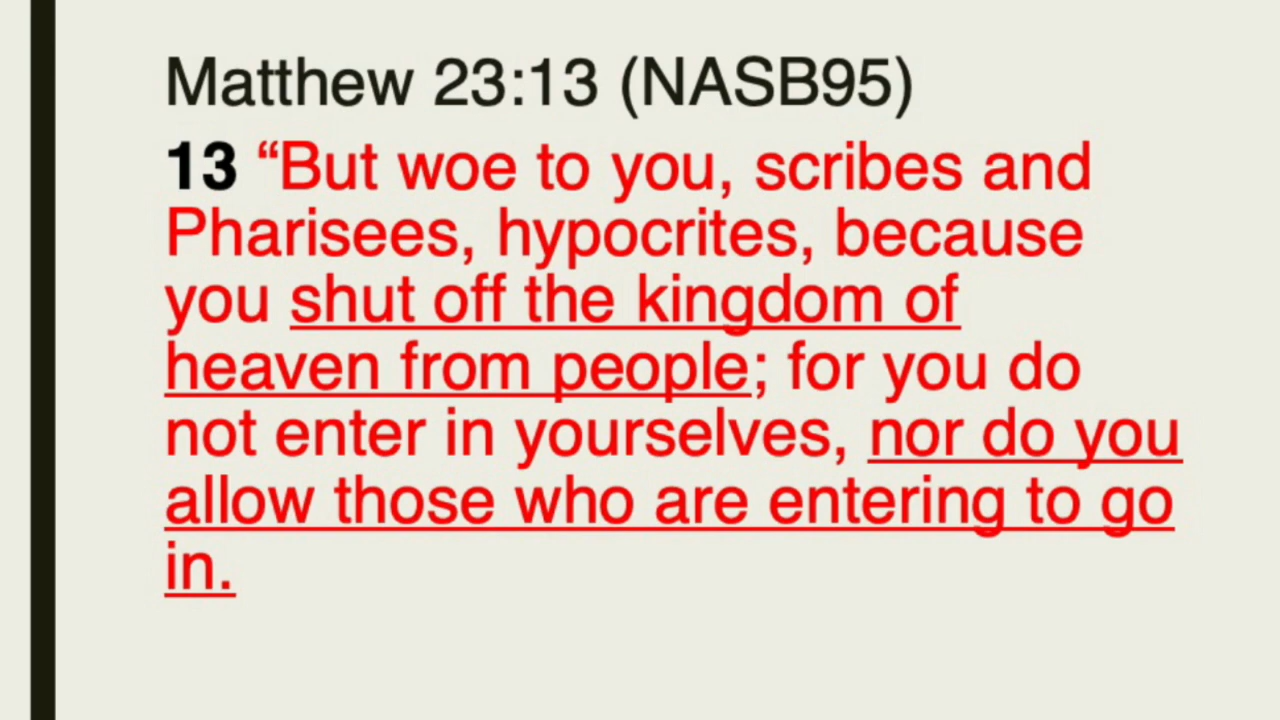 Matthew 23:13 (NASB95)
13 “But woe to you, scribes and
Pharisees, hypocrites, because
you shut off the kingdom of
heaven from people; for you do
not enter in yourselves, nor do you
allow those who are entering to go
in.